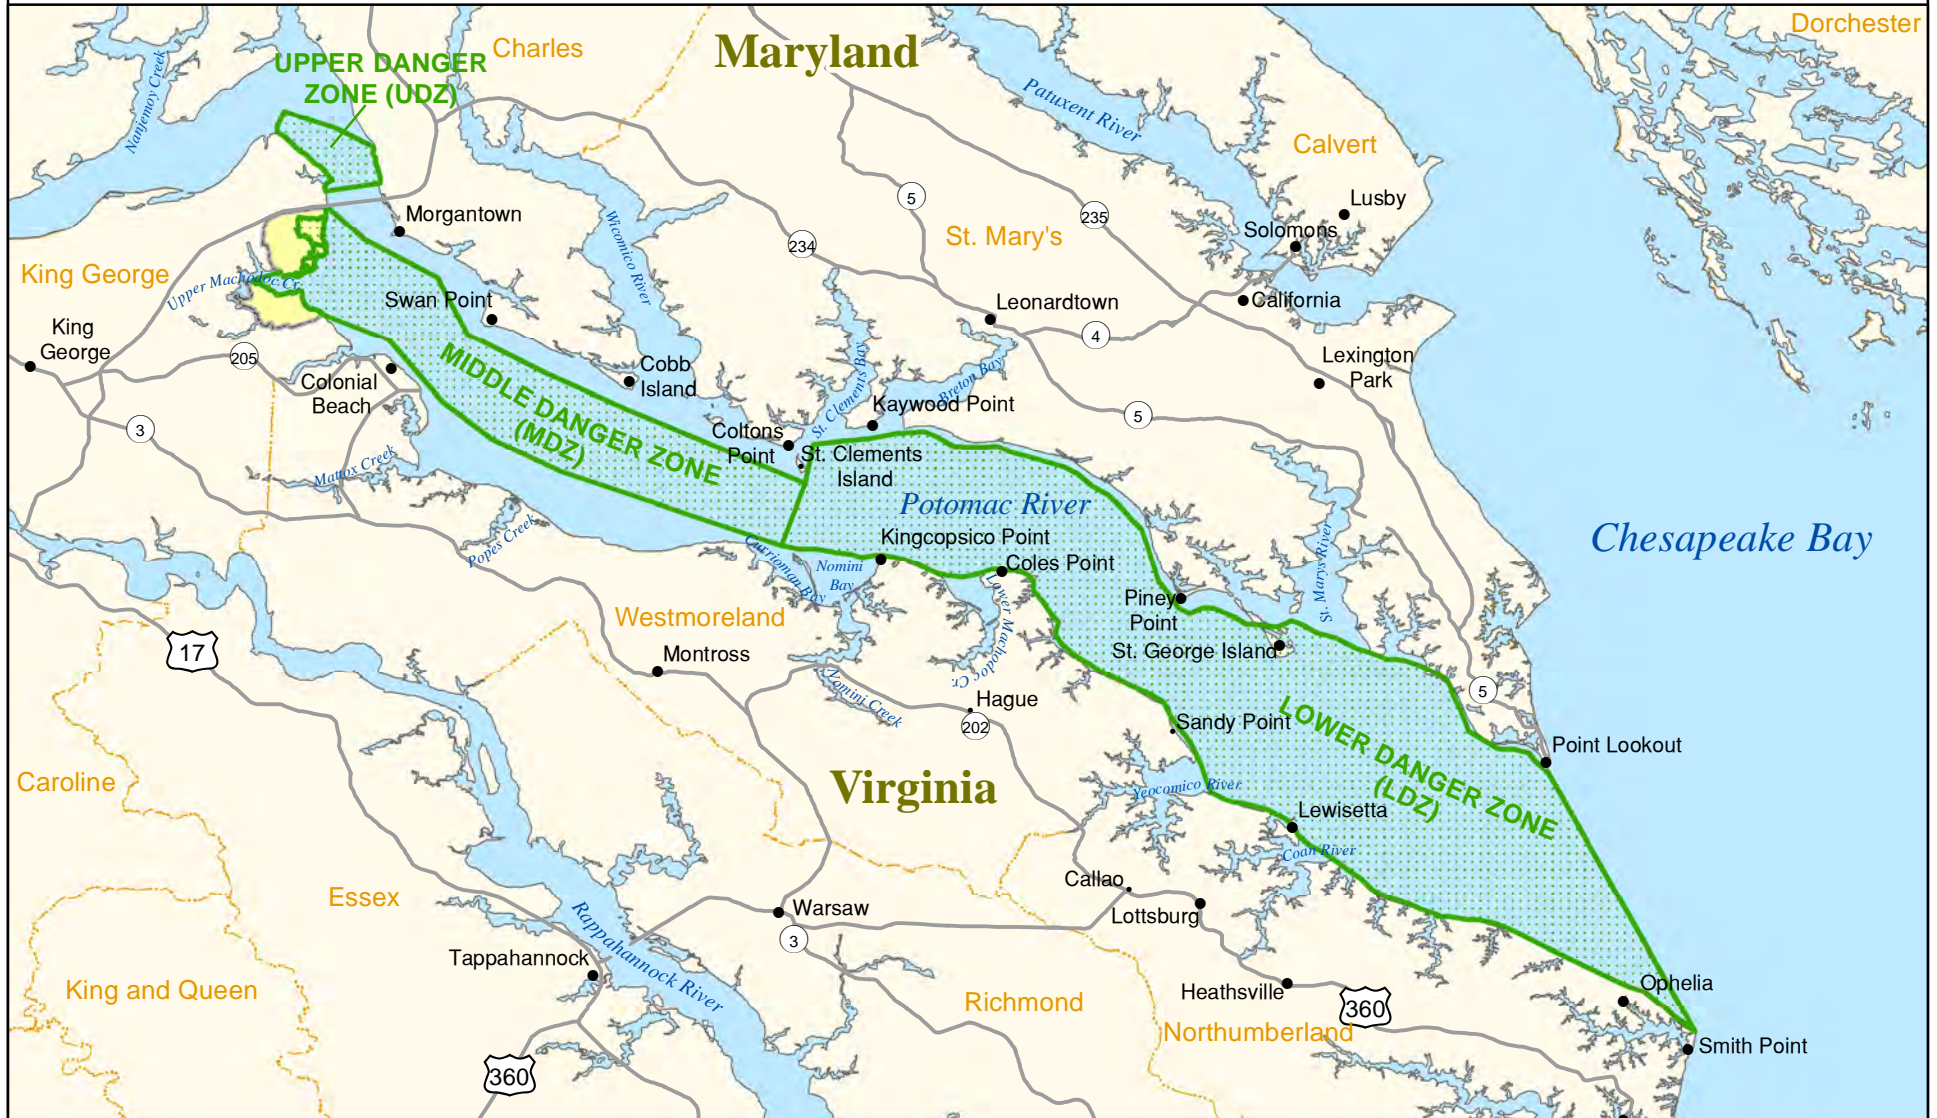 Dorchester
Charles
Maryland
UPPER DANGER
ZONE (UDZ)
Nanjemoy Creek
Patuxent River
Calvert
Lusby
5
235
Morgantown
Solomons
St. Mary's
234
Wicomico River
King George
Upper Machodoc Cr.
Swan Point
Leonardtown
California
King
George
4
205
Cobb
Island
Lexington
Park
Colonial
Beach
MIDDLE DANGER ZONE
(MDZ)
St. Clements Bay
Breton Bay
Kaywood Point
5
3
Coltons
Point
St. Clements
Island
Mattox Creek
Potomac River
Chesapeake Bay
Popes Creek
Kingcopsico Point
Currioman Bay
Nomini
Bay
Coles Point
St. Marys River
Lower Machodoc Cr.
Piney
Point
Westmoreland
17
Montross
St. George Island
Nomini Creek
Hague
202
5
Sandy Point
LOWER DANGER ZONE
(LDZ)
Point Lookout
Caroline
Virginia
Yeocomico River
Lewisetta
Coan River
Callao
Essex
Warsaw
Lottsburg
3
Rappahannock River
Tappahannock
King and Queen
Richmond
Heathsville
360
Ophelia
Northumberland
Smith Point
360